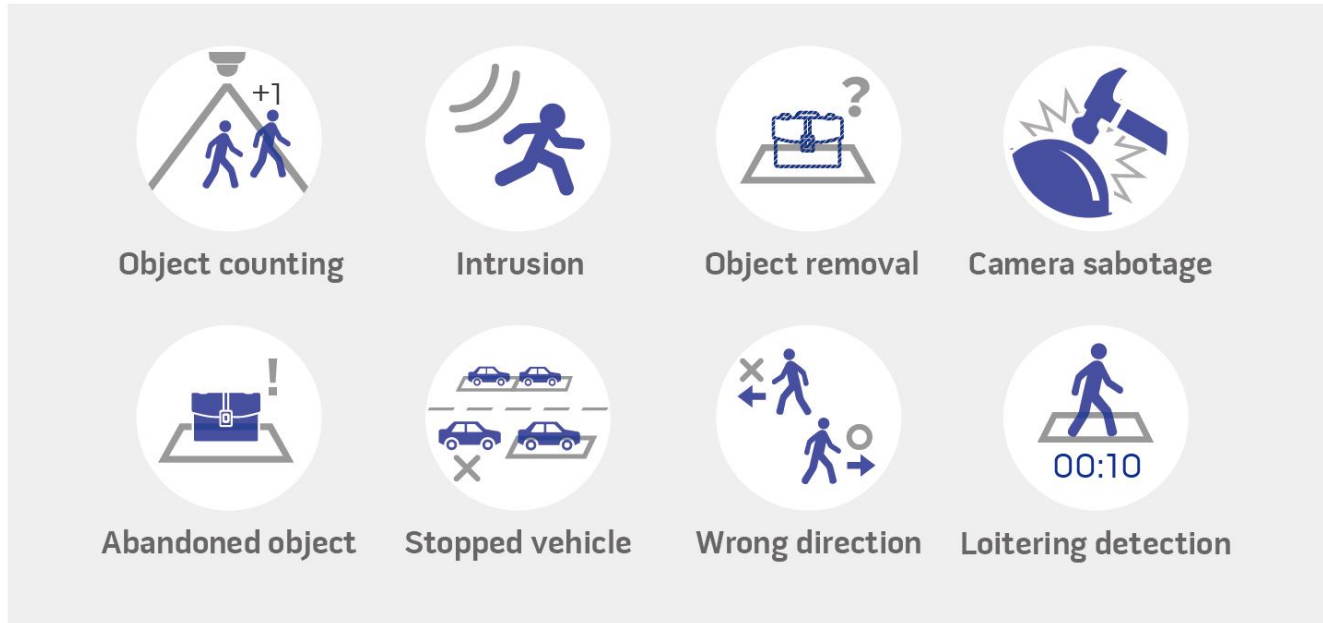 +1
?
Object counting
Intrusion
Object removal
Camera sabotage
!
00:10
Abandoned object
Stopped vehicle
Wrong direction
Loitering detection